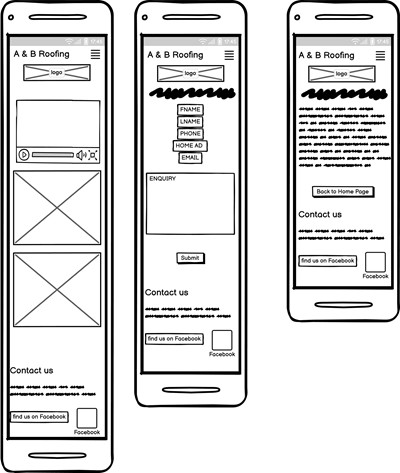 A & B Roofing
logo
Contact us
find us on Facebook
Facebook
A & B Roofing
logo
FNAME
LNAME
PHONE
HOME AD
EMAIL
ENQUIRY
Submit
Contact us
find us on Facebook
Facebook
A & B Roofing
logo
Back to Home Page
Contact us
find us on Facebook
Facebook